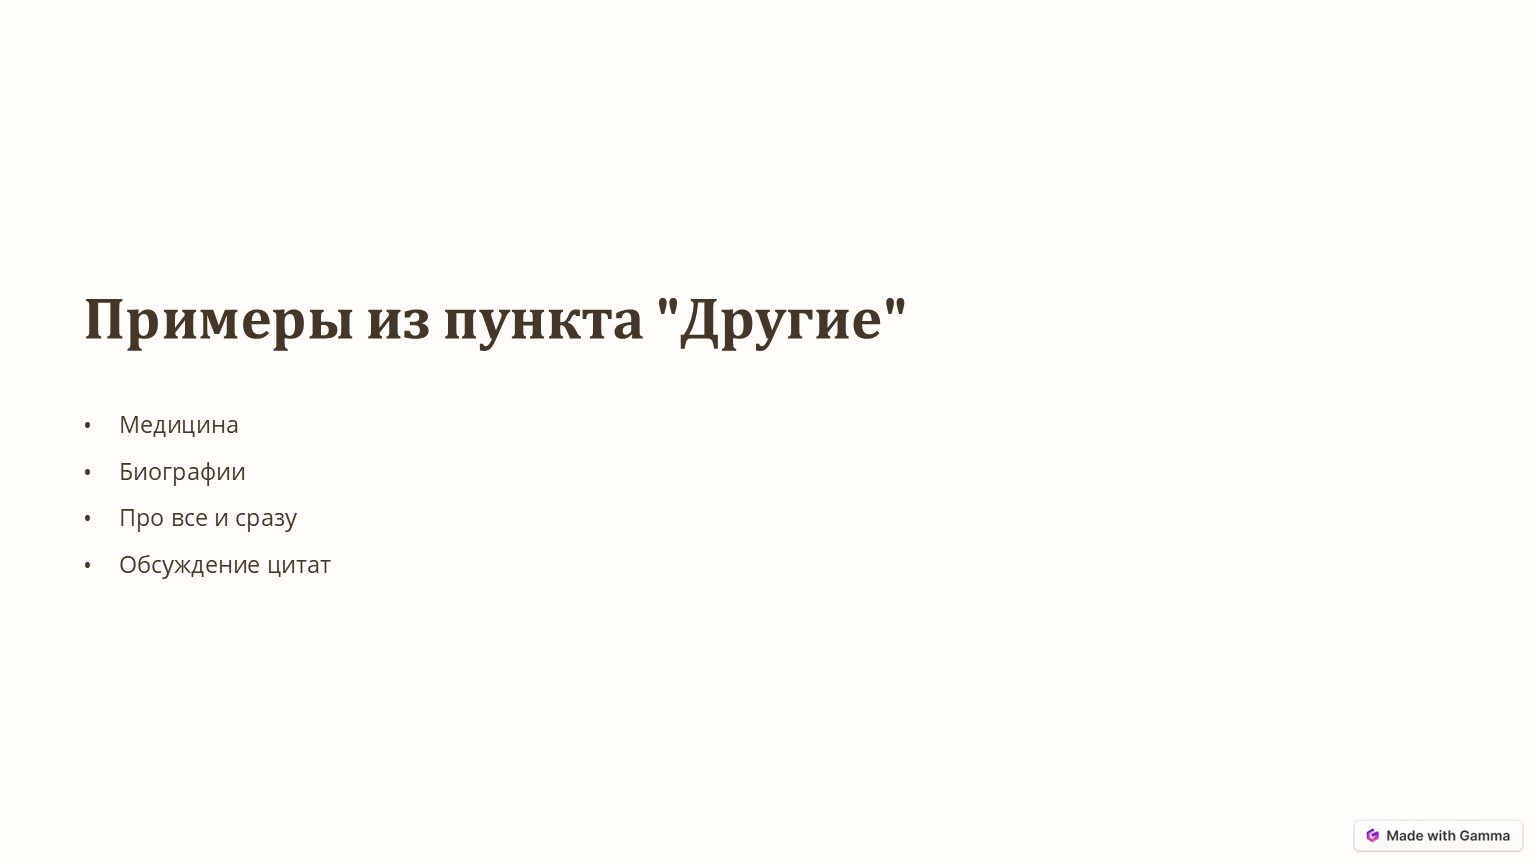 Примеры из пункта "Другие"
• Медицина
• Биографии
• Про все и сразу
• Обсуждение цитат
Made with Gamma